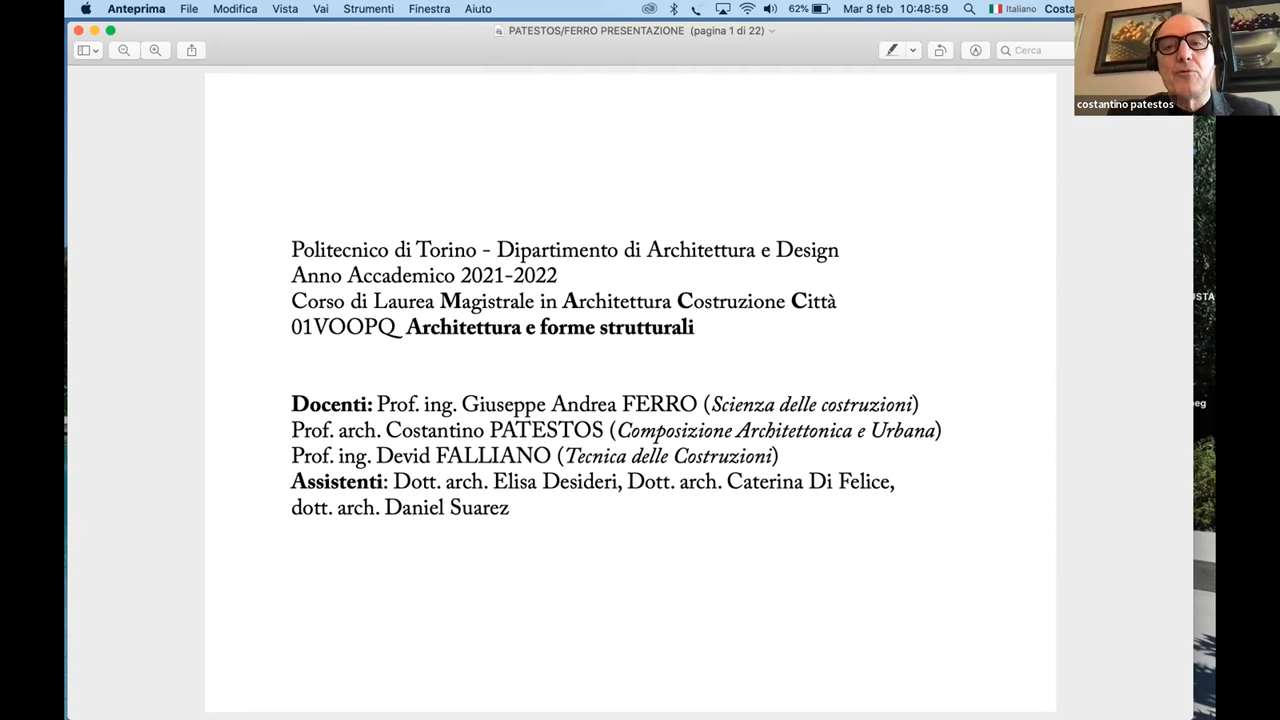 Anteprima File Modifica Vista Vai Strumenti Finestra Aiuto 62% Mar 8 feb 10:48:59 Italiano Costa
PATESTOS/FERRO PRESENTAZIONE (pagina 1 di 22)
Cerca
costantino patestos
Politecnico di Torino - Dipartimento di Architettura e Design
Anno Accademico 2021-2022
Corso di Laurea Magistrale in Architettura Costruzione Città
01VOOPQ Architettura e forme strutturali
Docenti: Prof. ing. Giuseppe Andrea FERRO (Scienza delle costruzioni)
Prof. arch. Costantino PATESTOS (Composizione Architettonica e Urbana)
Prof. ing. Devid FALLIANO (Tecnica delle Costruzioni)
Assistenti: Dott. arch. Elisa Desideri, Dott. arch. Caterina Di Felice,
dott. arch. Daniel Suarez